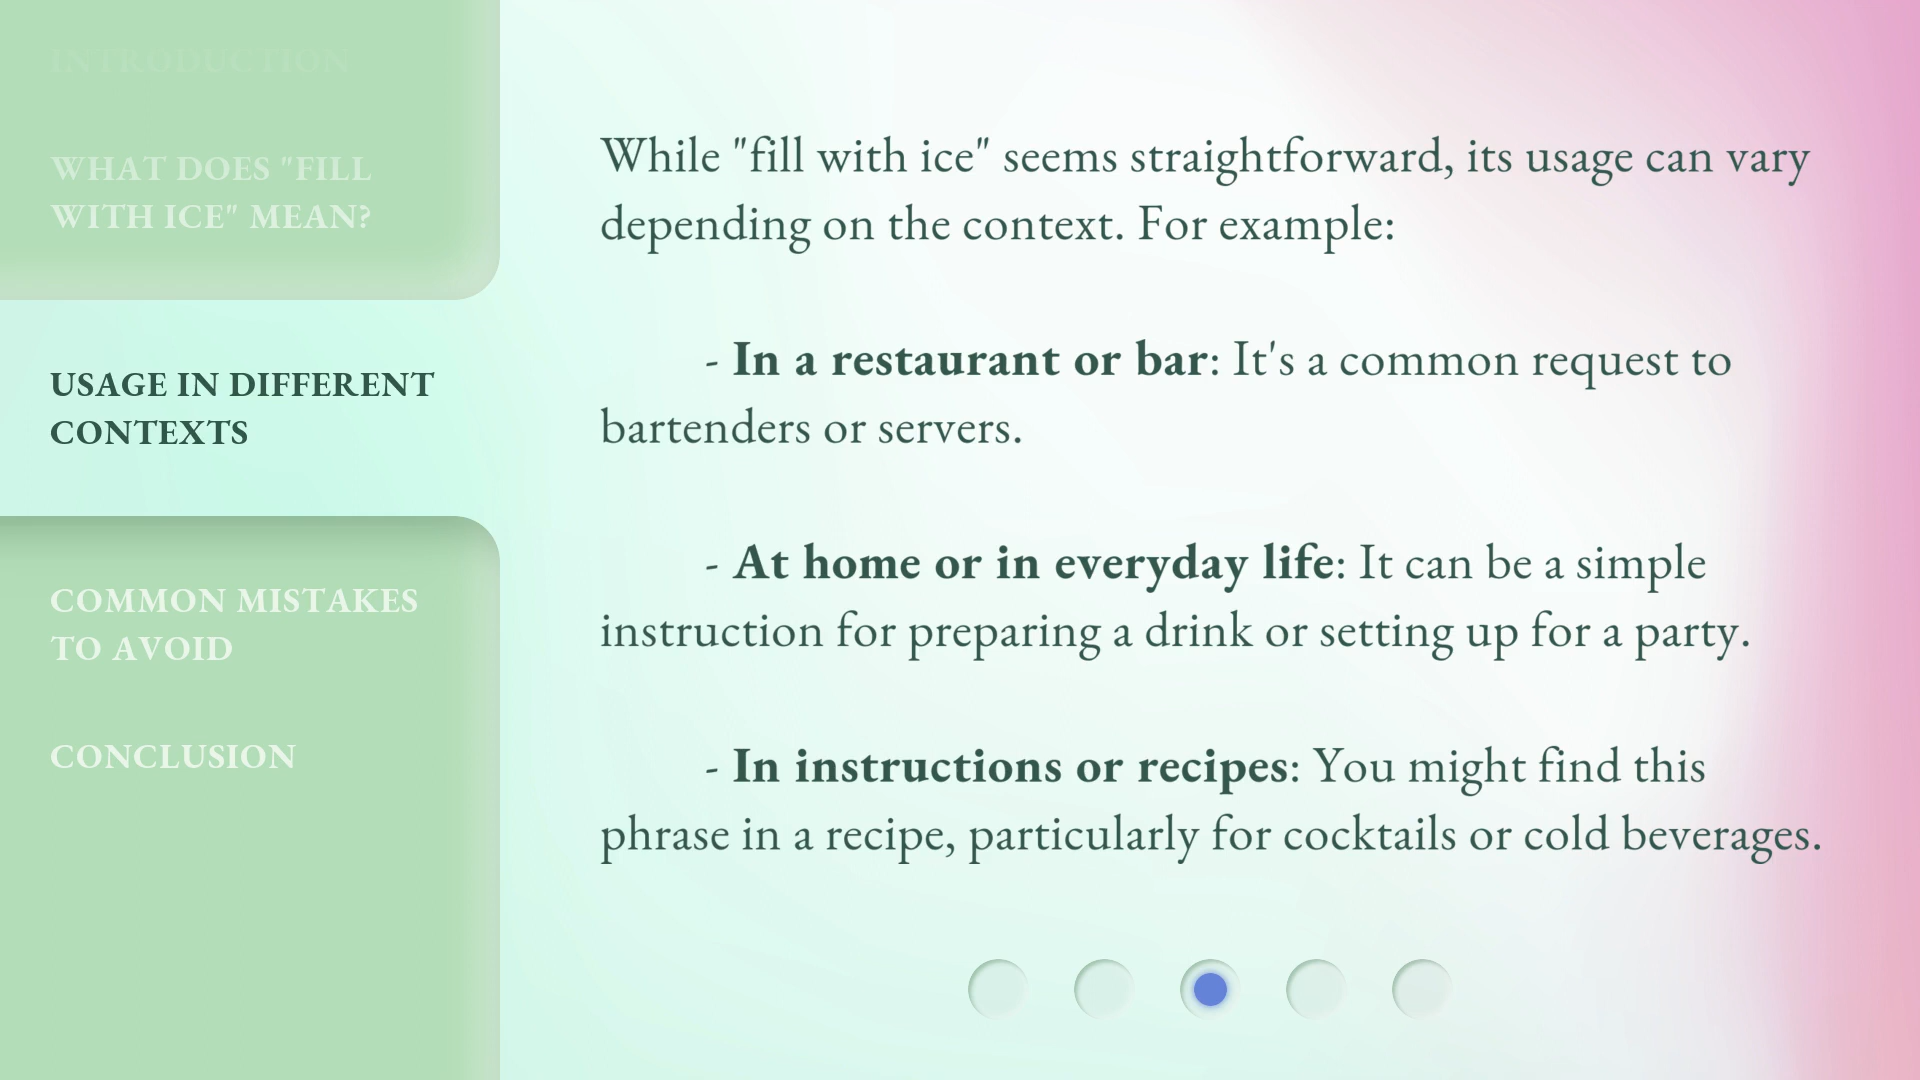 INTRODUCTION
WHAT DOES "FILL
WITH ICE" MEAN?
USAGE IN DIFFERENT
CONTEXTS
COMMON MISTAKES
TO AVOID
CONCLUSION
While "fill with ice" seems straightforward, its usage can vary
depending on the context. For example:
- In a restaurant or bar: It's a common request to
bartenders or servers.
- At home or in everyday life: It can be a simple
instruction for preparing a drink or setting up for a party.
- In instructions or recipes: You might find this
phrase in a recipe, particularly for cocktails or cold beverages.